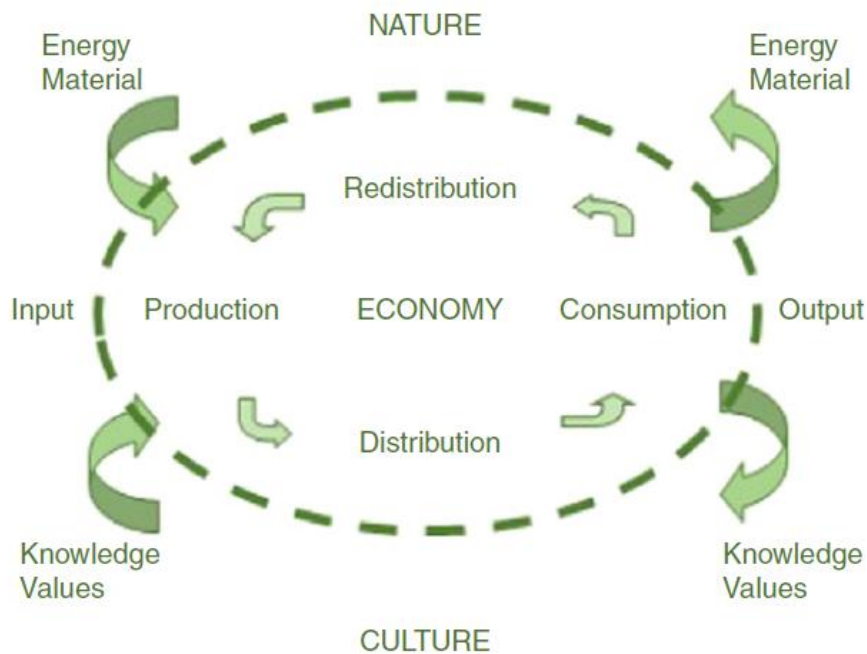 NATURE
Energy
Material
Energy
Material
Redistribution
Input
Production
ECONOMY
Consumption
Output
Distribution
Knowledge
Values
Knowledge
Values
CULTURE